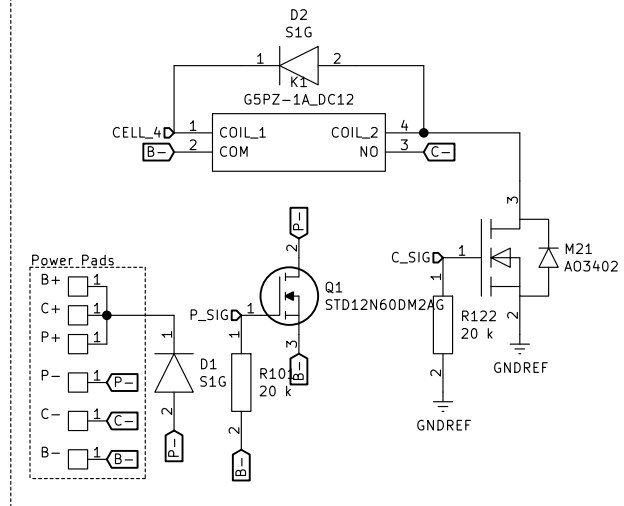 D2
S1G
1
2
K1
G5PZ-1A_DC12
CELL_4
1
COIL_1
COIL_2
4
B-
2
COM
NO
3
C-
P-
2
3
C_SIG
1
M21
AO3402
Power Pads
B+
1
C+
1
P+
1
P-
1
P-
C-
1
C-
B-
1
B-
1
D1
S1G
2
P-
P_SIG
1
Q1
STD12N60DM2AG
3
B-
1
R101
20 k
2
B-
1
R122
20 k
2
GNDREF
2
GNDREF